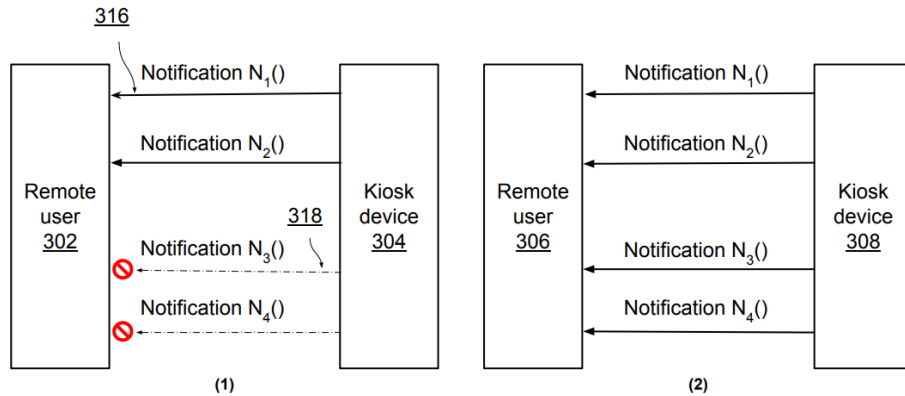 316
Notification N1()
Notification N2()
Remote
user
302
Kiosk
device
304
318
Notification N3()
Notification N4()
(1)
Notification N1()
Notification N2()
Remote
user
306
Kiosk
device
308
Notification N3()
Notification N4()
(2)